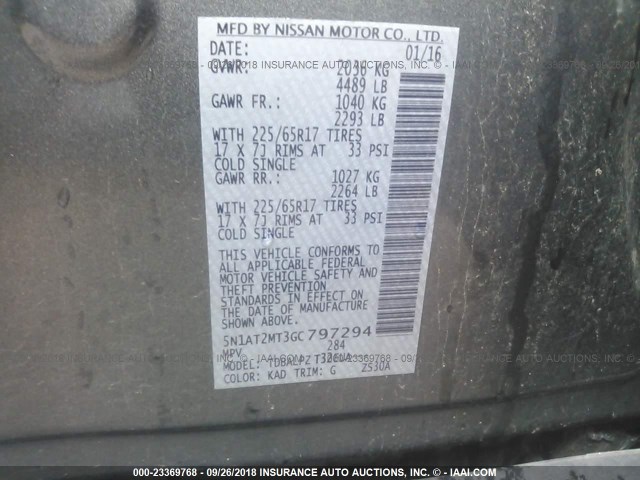 MFD BY NISSAN MOTOR CO., LTD.
DATE: 01/16
GVWR: 2036 KG
4489 LB
GAWR FR.: 1040 KG
2293 LB
WITH 225/65R17 TIRES
17 X 7J RIMS AT 33 PSI
COLD SINGLE
GAWR RR.: 1027 KG
2264 LB
WITH 225/65R17 TIRES
17 X 7J RIMS AT 33 PSI
COLD SINGLE
THIS VEHICLE CONFORMS TO
ALL APPLICABLE FEDERAL
MOTOR VEHICLE SAFETY AND
THEFT PREVENTION
STANDARDS IN EFFECT ON
THE DATE OF MANUFACTURE
SHOWN ABOVE.
5N1AT2MT3GC797294
MPV 284
MODEL:
COLOR: KAD TRIM: G ZS30A
000-23369768 - 09/26/2018 INSURANCE AUTO AUCTIONS, INC. - © - IAAI.COM